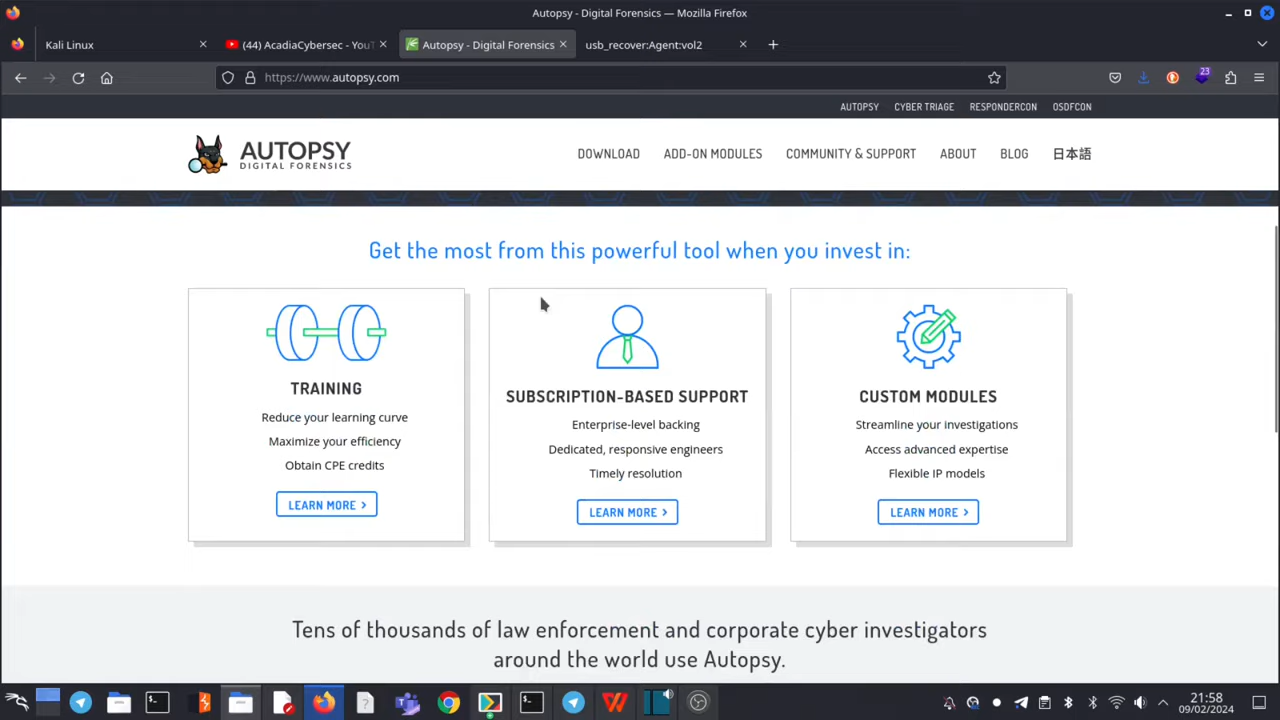 Autopsy - Digital Forensics — Mozilla Firefox
Kali Linux
(44) AcadiaCybersec - YouT
Autopsy - Digital Forensics
usb_recover:Agent:vol2
https://www.autopsy.com
23
AUTOPSY
CYBER TRIAGE
RESPONDERCON
OSDFCON
AUTOPSY
DIGITAL FORENSICS
DOWNLOAD
ADD-ON MODULES
COMMUNITY & SUPPORT
ABOUT
BLOG
日本語
Get the most from this powerful tool when you invest in:
TRAINING
Reduce your learning curve
Maximize your efficiency
Obtain CPE credits
LEARN MORE >
SUBSCRIPTION-BASED SUPPORT
Enterprise-level backing
Dedicated, responsive engineers
Timely resolution
LEARN MORE >
CUSTOM MODULES
Streamline your investigations
Access advanced expertise
Flexible IP models
LEARN MORE >
Tens of thousands of law enforcement and corporate cyber investigators
around the world use Autopsy.
21:58
09/02/2024